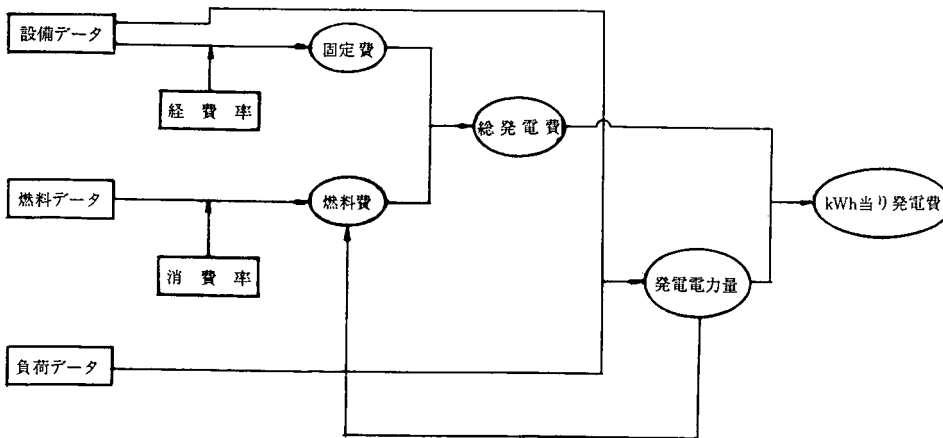 設備データ
固定費
経費率
総発電費
燃料データ
燃料費
kWh当り発電費
消費率
発電電力量
負荷データ